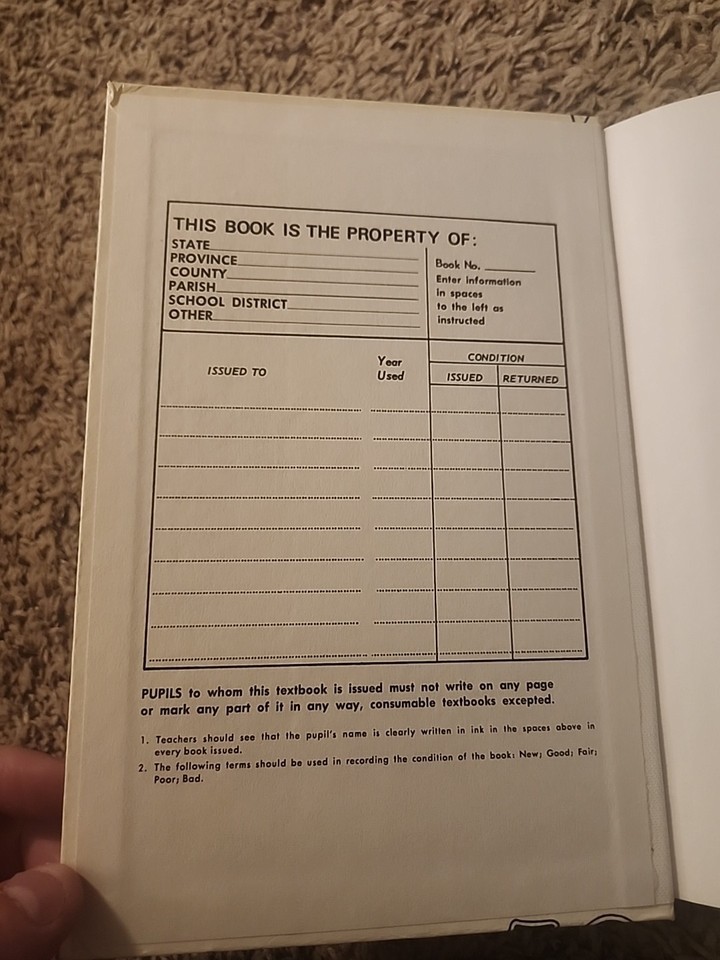 THIS BOOK IS THE PROPERTY OF:
STATE
PROVINCE
COUNTY
PARISH
SCHOOL DISTRICT
OTHER
Book No.
Enter information
in spaces
to the left as
instructed
ISSUED TO
Year
Used
CONDITION
ISSUED
RETURNED
PUPILS to whom this textbook is issued must not write on any page
or mark any part of it in any way, consumable textbooks excepted.
1. Teachers should see that the pupil's name is clearly written in ink in the spaces above in
every book issued.
2. The following terms should be used in recording the condition of the book: New; Good; Fair;
Poor; Bad.